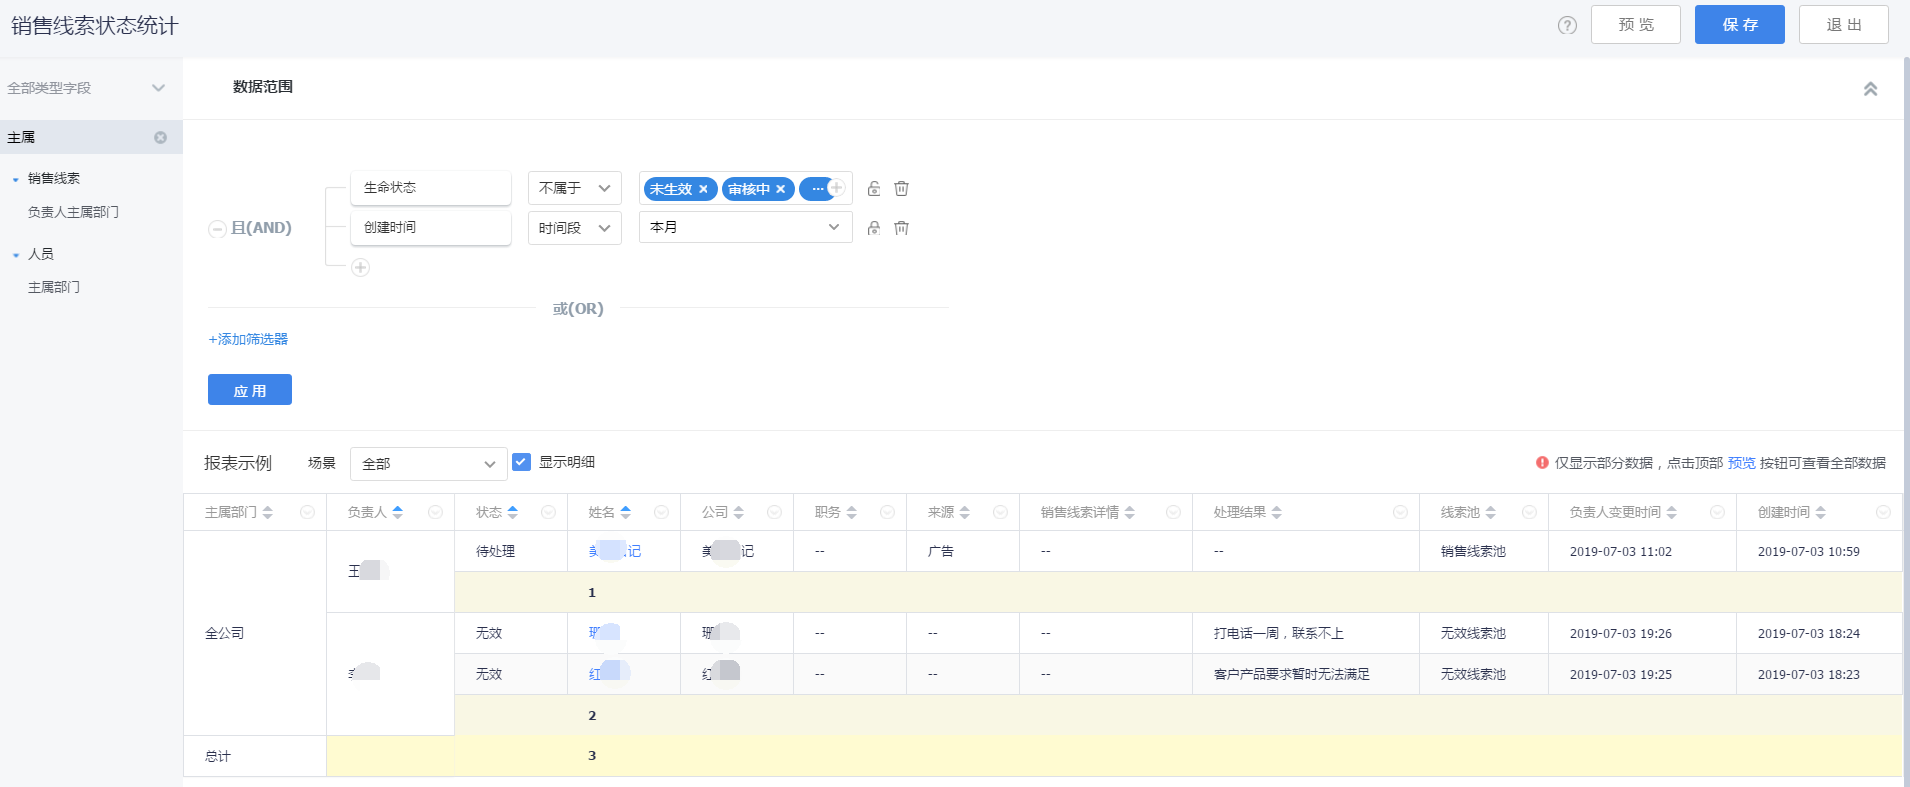 销售线索状态统计
? 预览 保存 退出
全部类型字段
主属
销售线索
负责人主属部门
人员
主属部门
数据范围
且(AND)
生命状态 不属于 未生效 × 审核中 × ...
创建时间 时间段 本月
或(OR)
+添加筛选器
应用
报表示例 场景 全部 显示明细 仅显示部分数据，点击顶部 预览 按钮可查看全部数据
主属部门 负责人 状态 姓名 公司 职务 来源 销售线索详情 处理结果 线索池 负责人变更时间 创建时间
全公司 王 待处理 美 记 美 记 -- 广告 -- -- 销售线索池 2019-07-03 11:02 2019-07-03 10:59
1
无效 珊 珊 -- -- -- 打电话一周，联系不上 无效线索池 2019-07-03 19:26 2019-07-03 18:24
无效 红 红 -- -- -- 客户产品要求暂时无法满足 无效线索池 2019-07-03 19:25 2019-07-03 18:23
2
总计 3